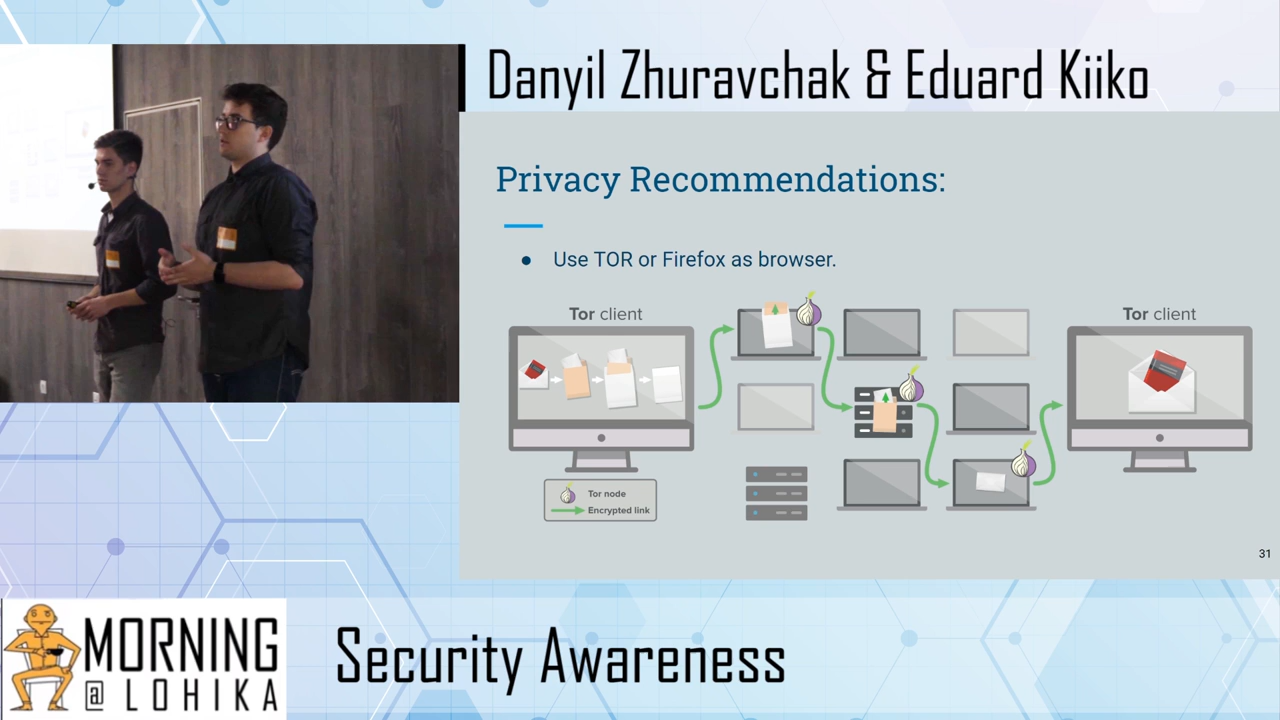 Danyil Zhuravchak & Eduard Kiiko
Privacy Recommendations:
● Use TOR or Firefox as browser.
Tor client
Tor client
Tor node
Encrypted link
31
MORNING
@ LOHIKA
Security Awareness